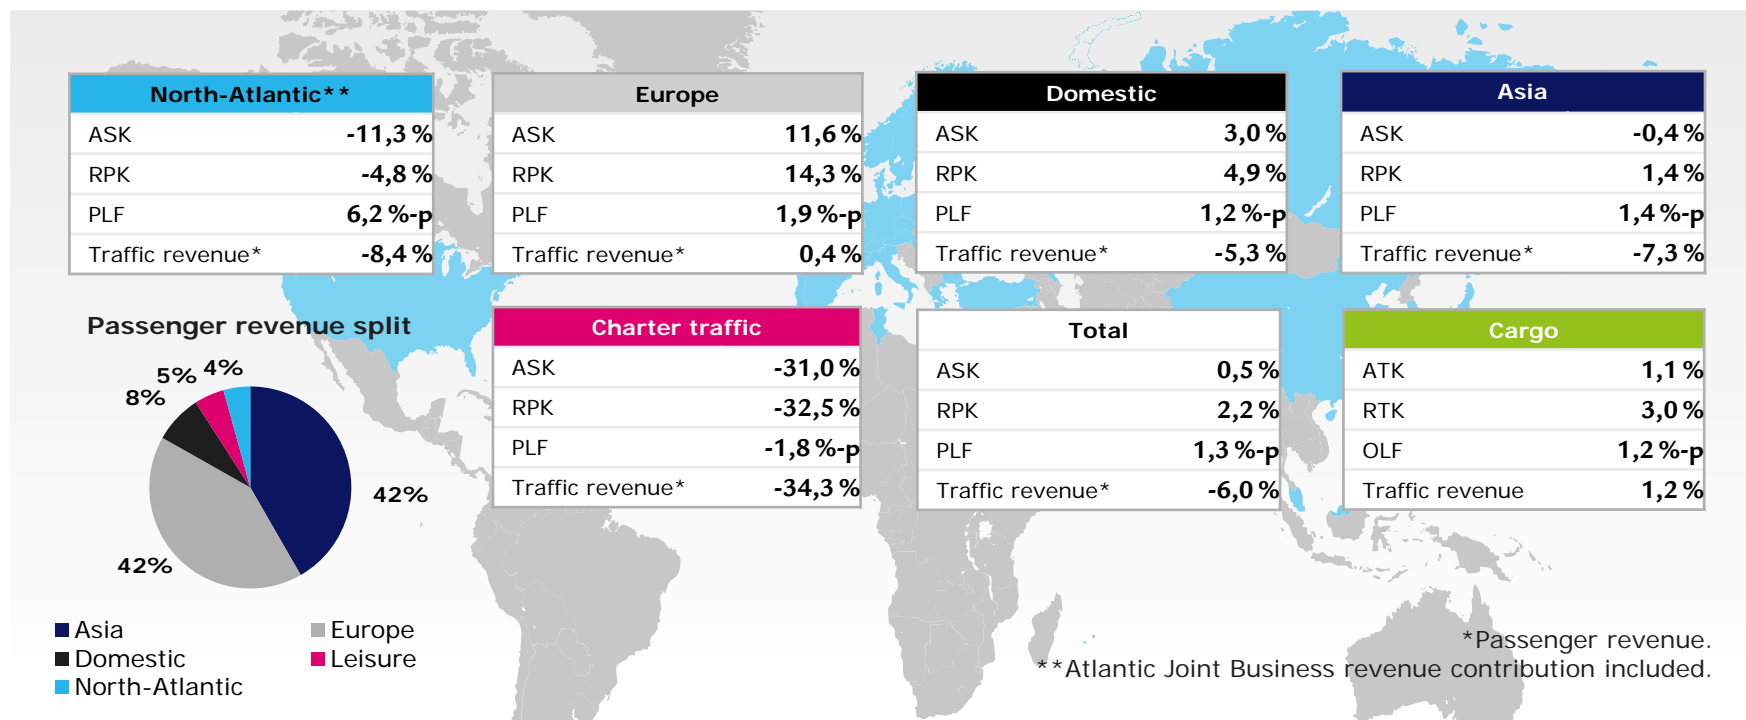 North-Atlantic**
ASK -11,3 %
RPK -4,8 %
PLF 6,2 %-p
Traffic revenue* -8,4 %
Europe
ASK 11,6 %
RPK 14,3 %
PLF 1,9 %-p
Traffic revenue* 0,4 %
Domestic
ASK 3,0 %
RPK 4,9 %
PLF 1,2 %-p
Traffic revenue* -5,3 %
Asia
ASK -0,4 %
RPK 1,4 %
PLF 1,4 %-p
Traffic revenue* -7,3 %
Passenger revenue split
5% 4%
8%
42%
42%
Asia Europe
Domestic Leisure
North-Atlantic
Charter traffic
ASK -31,0 %
RPK -32,5 %
PLF -1,8 %-p
Traffic revenue* -34,3 %
Total
ASK 0,5 %
RPK 2,2 %
PLF 1,3 %-p
Traffic revenue* -6,0 %
Cargo
ATK 1,1 %
RTK 3,0 %
OLF 1,2 %-p
Traffic revenue 1,2 %
*Passenger revenue.
**Atlantic Joint Business revenue contribution included.